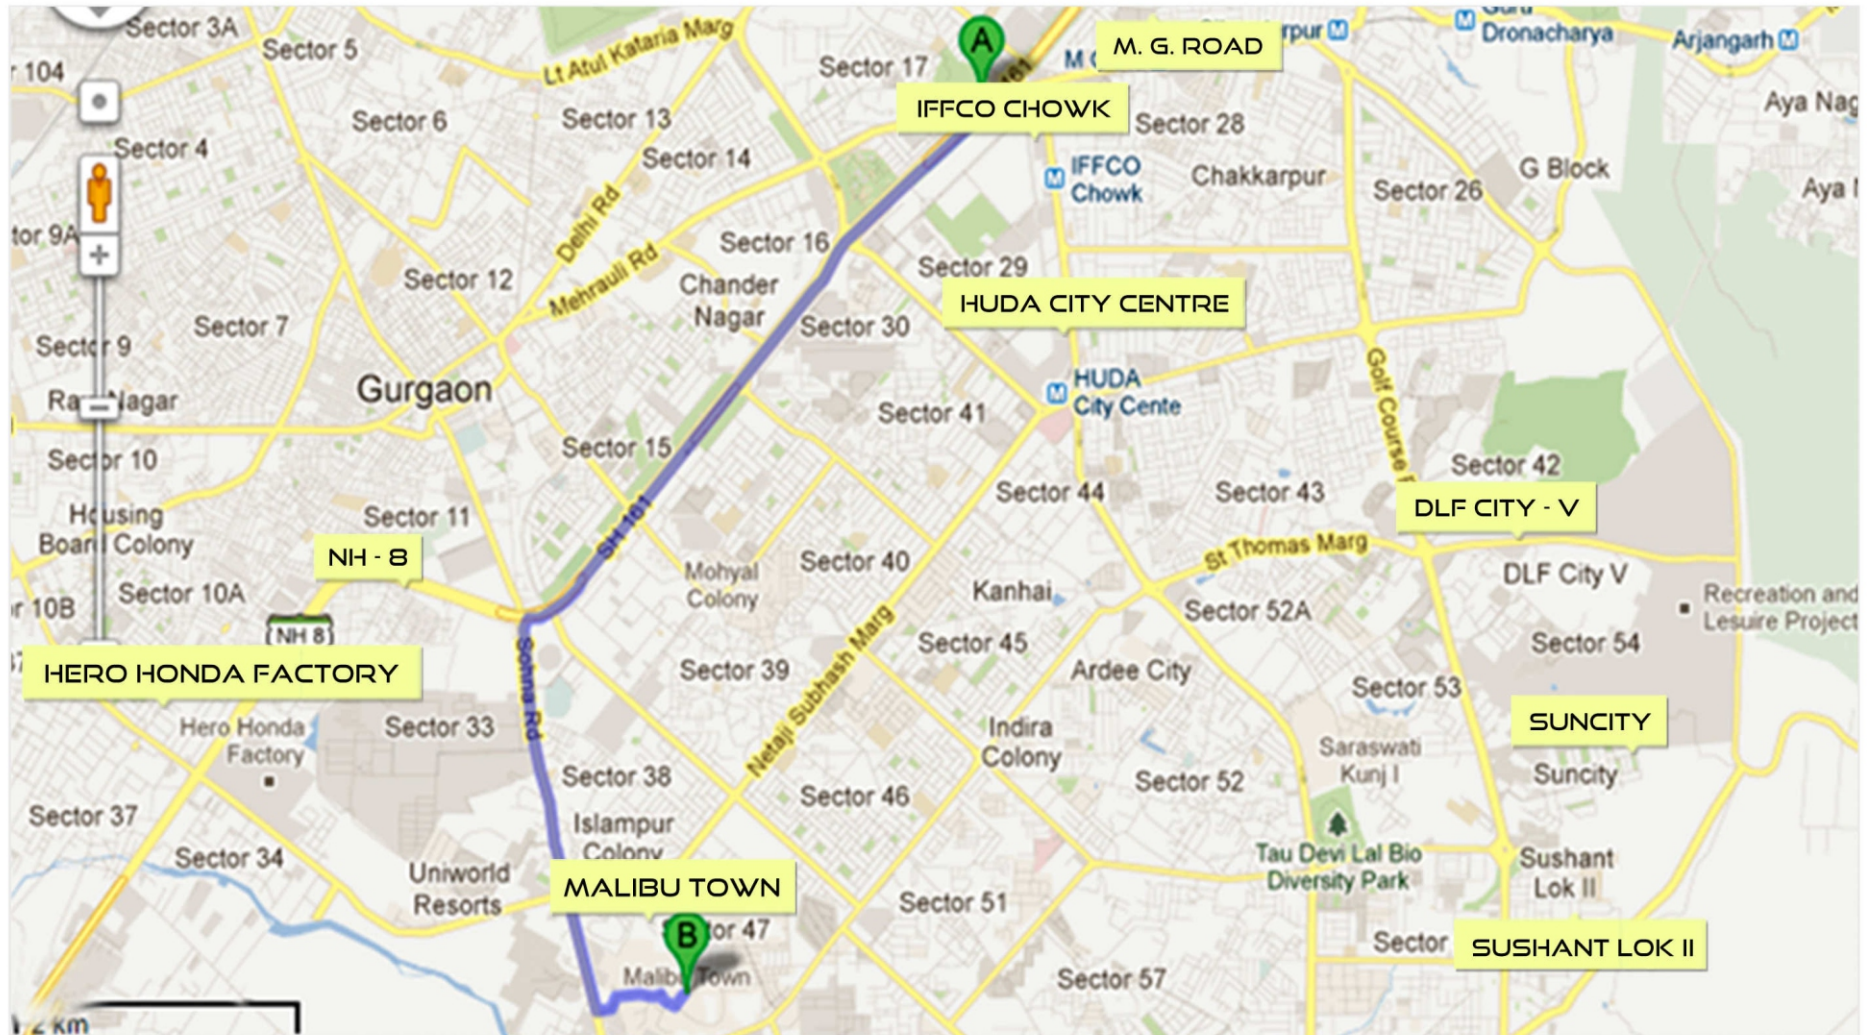 Sector 3A
Sector 5
Lt Atul Kataria Marg
Sector 17
A
M. G. ROAD
Dronacharya
Arjangarh
104
IFFCO CHOWK
Sector 28
Aya
Sector 6
Sector 13
Sector 4
Sector 14
IFFCO
Chowk
Chakkarpur
Sector 26
G Block
Aya
Delhi Rd
Mehrauli Rd
Sector 16
Sector 29
Sector 12
Chander
Nagar
HUDA CITY CENTRE
Sector 7
Sector 30
Sector 9
Gurgaon
Nagar
HUDA
City Cente
Golf Course
Sector 41
Sector 15
Sector 10
Sector 42
Sector 44
Sector 43
DLF CITY - V
Housing
Board Colony
Sector 11
SH 161
NH - 8
St Thomas Marg
Sector 40
Mohyal
Colony
Kanhai
DLF City V
Sector 10A
10B
Sector 52A
Recreation and
Lesuire Project
NH 8
Sector 45
Sector 54
HERO HONDA FACTORY
Sohna Rd
Sector 39
Netaji Subhash Marg
Ardee City
Sector 53
SUNCITY
Hero Honda
Factory
Sector 33
Indira
Colony
Saraswati
Kunj I
Suncity
Sector 38
Sector 46
Sector 52
Sector 37
Islampur
Colony
Sector 34
Uniworld
Resorts
Tau Devi Lal Bio
Diversity Park
Sushant
Lok II
MALIBU TOWN
Sector 51
B
47
Sector
SUSHANT LOK II
Malibu Town
Sector 57
2 km